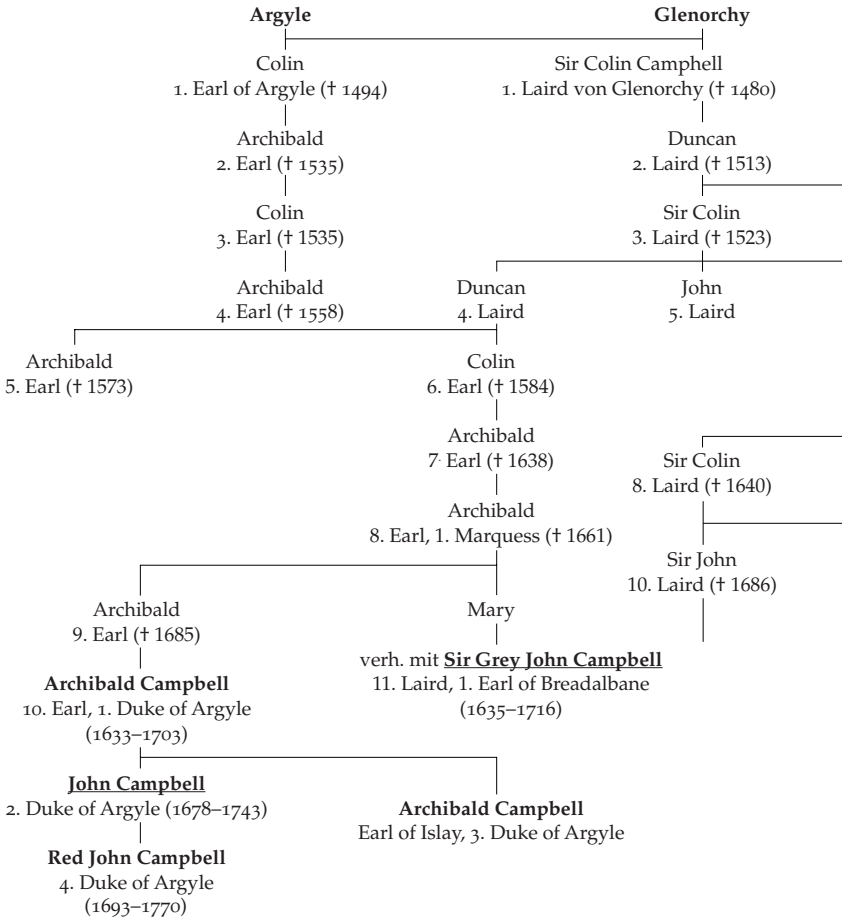 Argyle Glenorchy
Colin Sir Colin Camphell
1. Earl of Argyle († 1494) 1. Laird von Glenorchy († 1480)
Archibald Duncan
2. Earl († 1535) 2. Laird († 1513)
Colin Sir Colin
3. Earl († 1535) 3. Laird († 1523)
Archibald Duncan John
4. Earl († 1558) 4. Laird 5. Laird
Archibald Colin
5. Earl († 1573) 6. Earl († 1584)
Archibald Sir Colin
7. Earl († 1638) 8. Laird († 1640)
Archibald
8. Earl, 1. Marquess († 1661)
Sir John
10. Laird († 1686)
Archibald Mary
9. Earl († 1685)
verh. mit Sir Grey John Campbell
Archibald Campbell 11. Laird, 1. Earl of Breadalbane
10. Earl, 1. Duke of Argyle (1635–1716)
(1633–1703)
John Campbell
2. Duke of Argyle (1678–1743) Archibald Campbell
Earl of Islay, 3. Duke of Argyle
Red John Campbell
4. Duke of Argyle
(1693–1770)